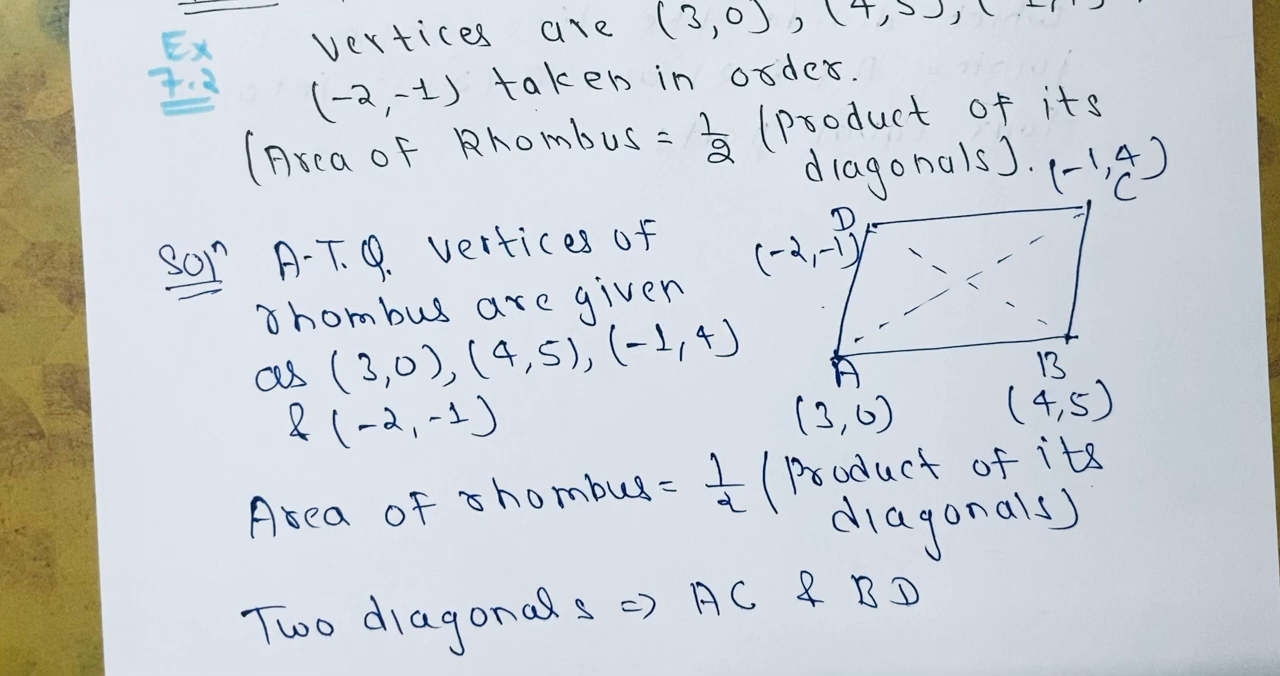 Ex
7.2
vertices are (3,0), (4,5), (-1,4)
(-2,-1) taken in order.
(Area of Rhombus = 1/2 (product of its
diagonals).
Solⁿ A.T.Q. vertices of
rhombus are given
as (3,0), (4,5), (-1,4)
& (-2,-1)
(-1,4)
C
D
(-2,-1)
A
(3,0)
B
(4,5)
Area of rhombus = 1/2 (Product of its
diagonals)
Two diagonals => AC & BD